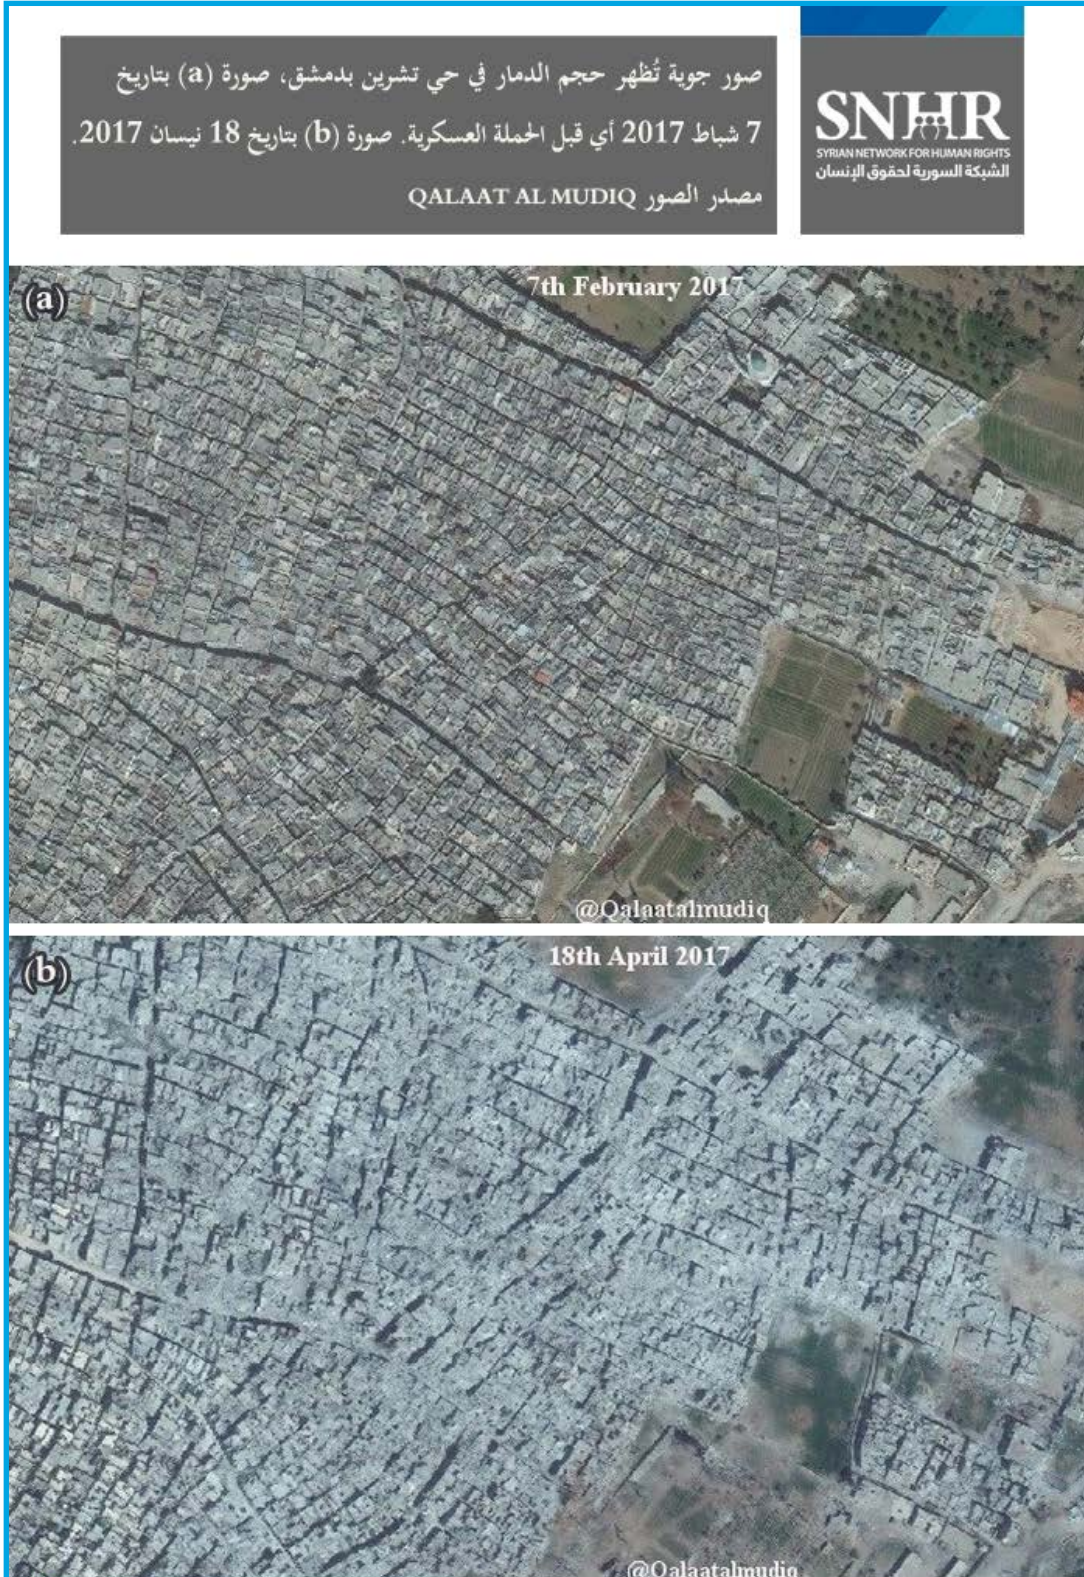 صور جوية تُظهر حجم الدمار في حي تشرين بدمشق، صورة (a) بتاريخ
7 شباط 2017 أي قبل الحملة العسكرية. صورة (b) بتاريخ 18 نيسان 2017.
مصدر الصور QALAAT AL MUDIQ
SNHR
SYRIAN NETWORK FOR HUMAN RIGHTS
الشبكة السورية لحقوق الإنسان
(a)
7th February 2017
@Qalaatalmudiq
(b)
18th April 2017
@Qalaatalmudiq